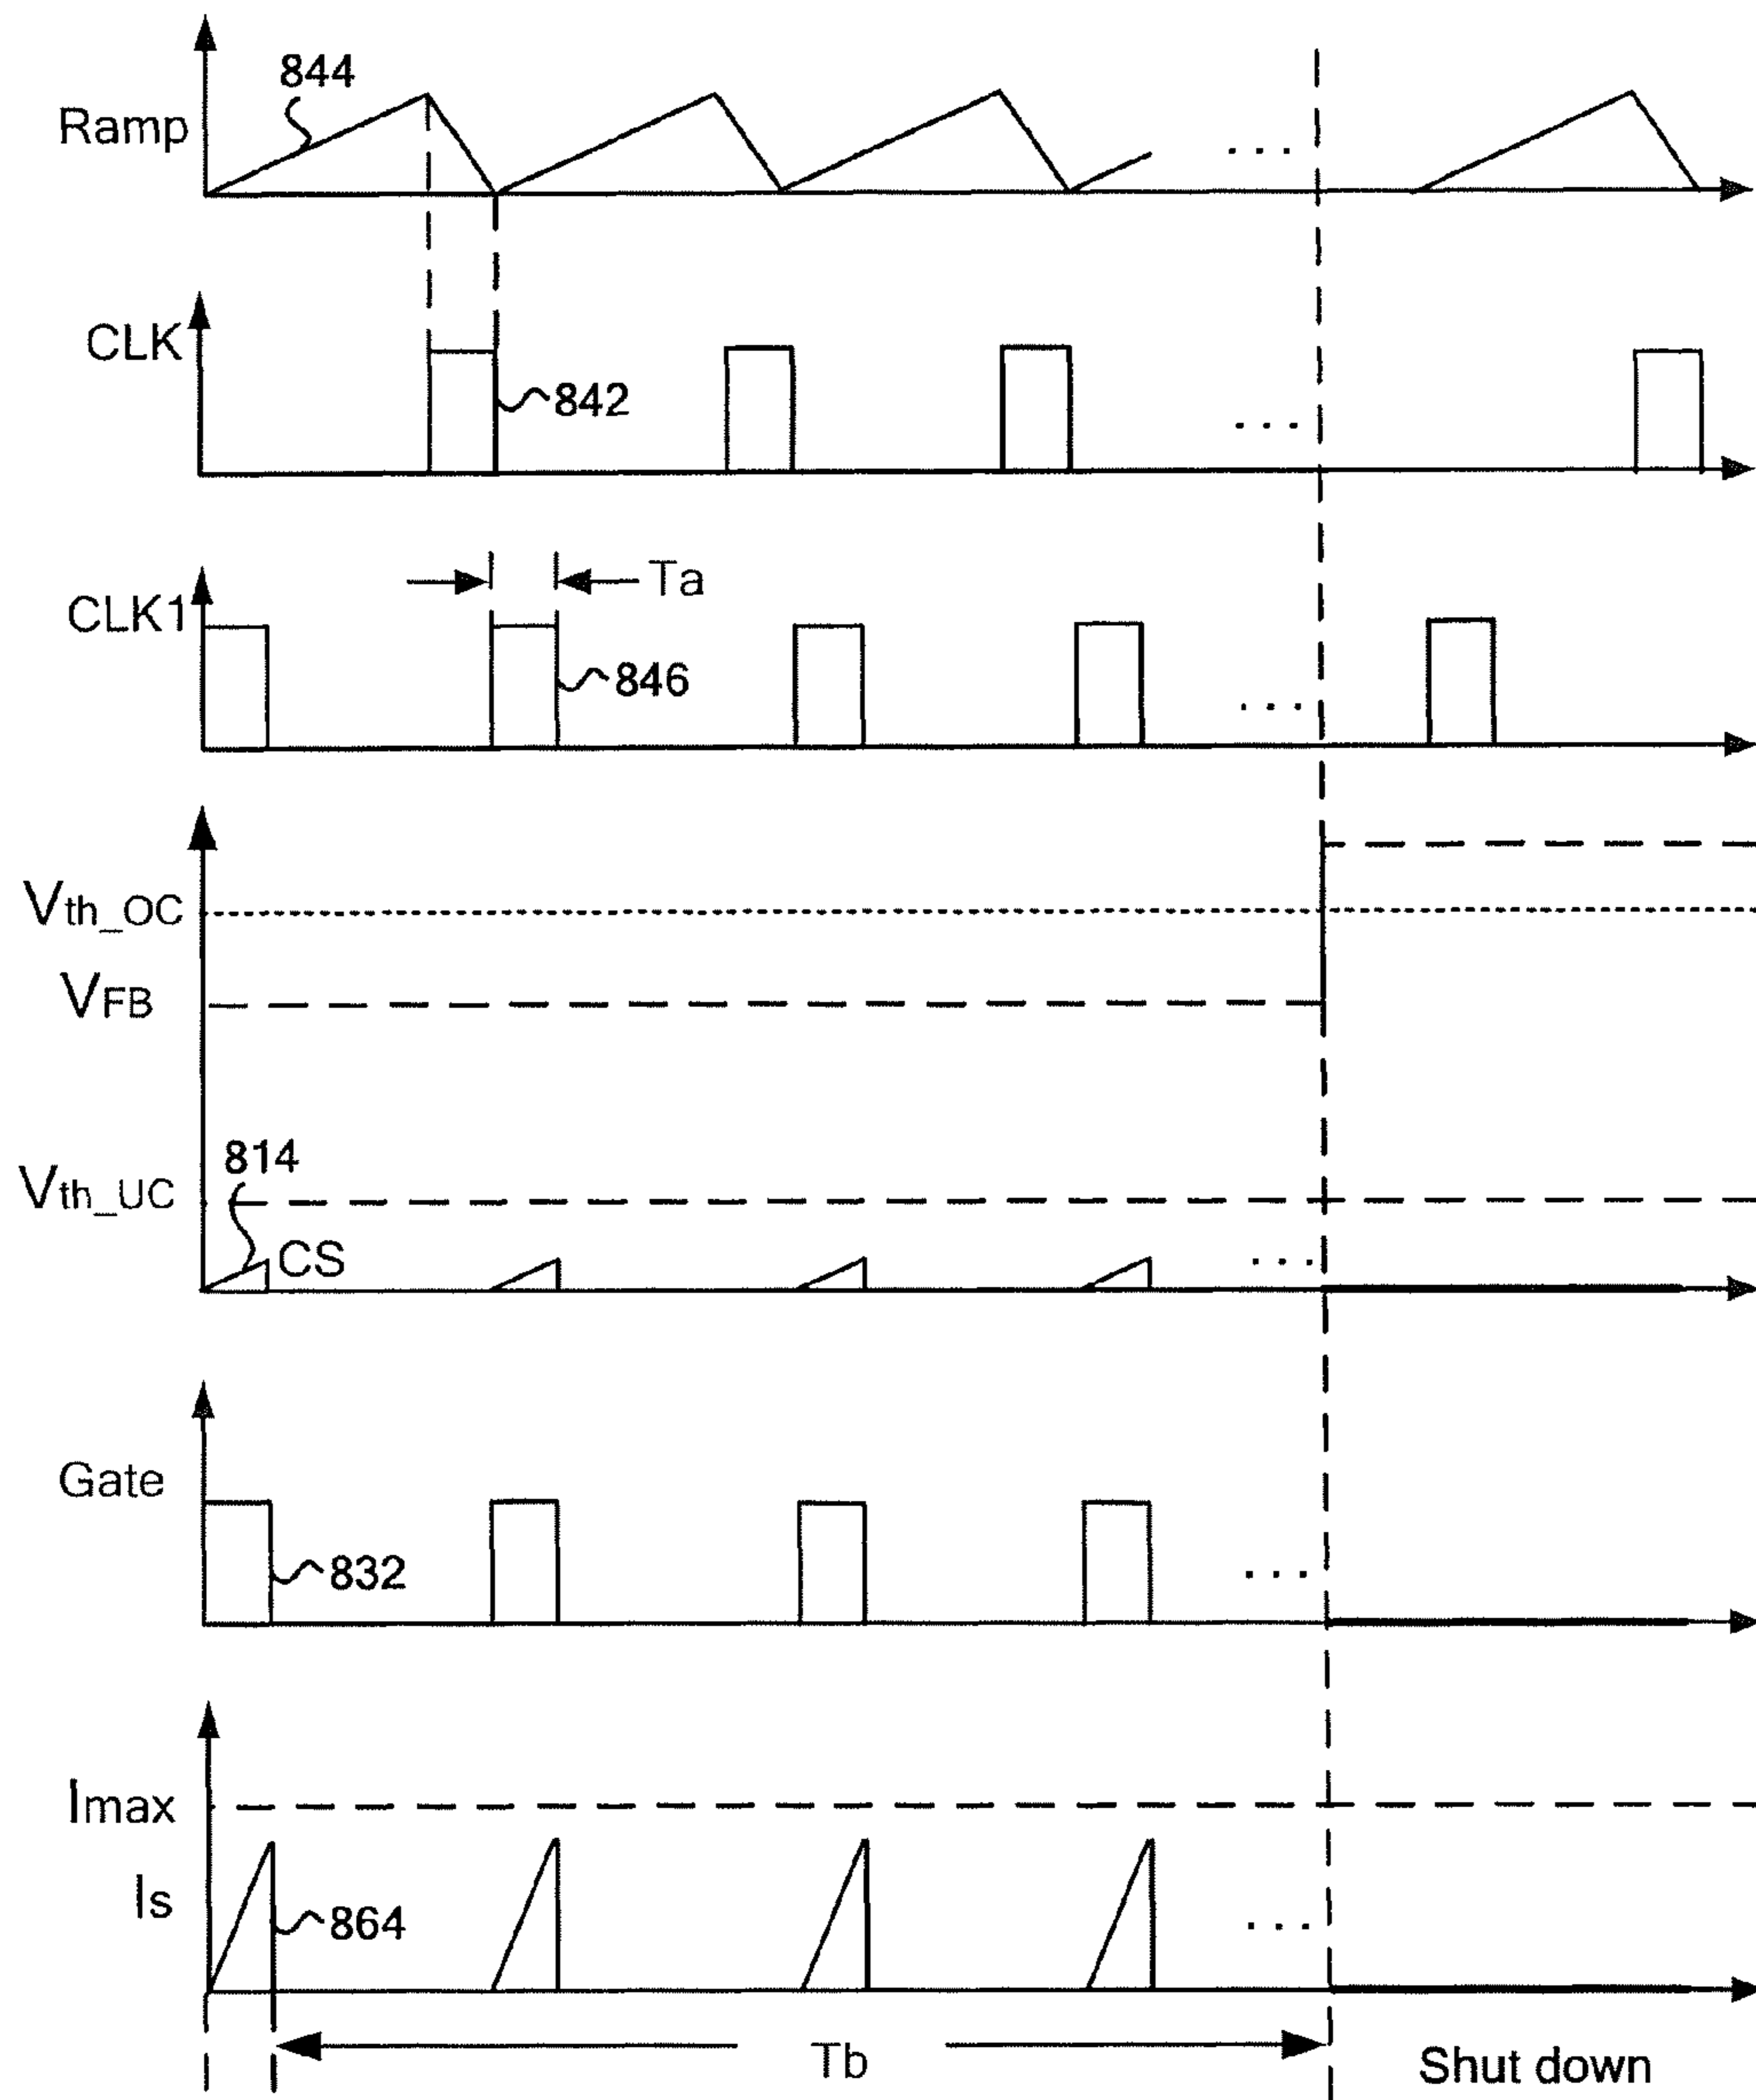 844
Ramp
...
CLK
842
...
Ta
CLK1
846
...
Vth_OC
VFB
814
Vth_UC
CS
...
Gate
832
...
Imax
Is
864
...
Tb
Shut down